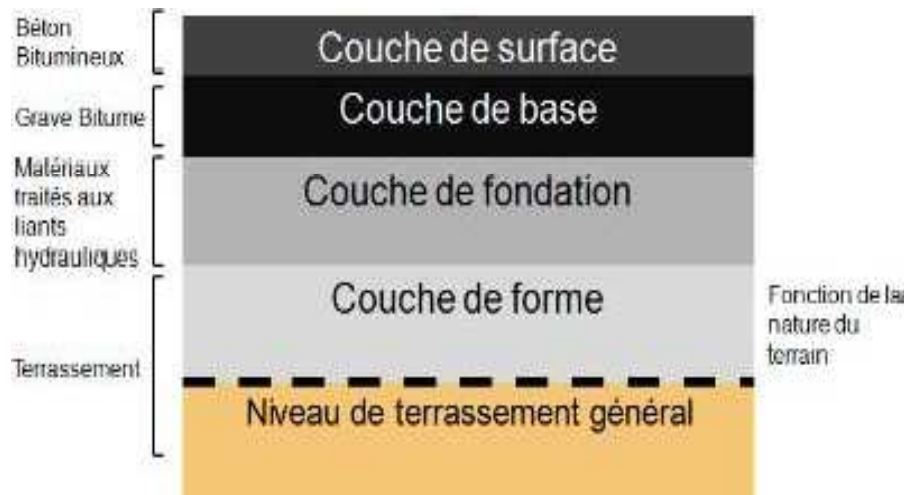 Béton
Bitumineux
Couche de surface
Grave Bitume
Couche de base
Matériaux
traités aux
liants
hydrauliques
Couche de fondation
Couche de forme
Fonction de la
nature du
terrain
Terrassement
Niveau de terrassement général